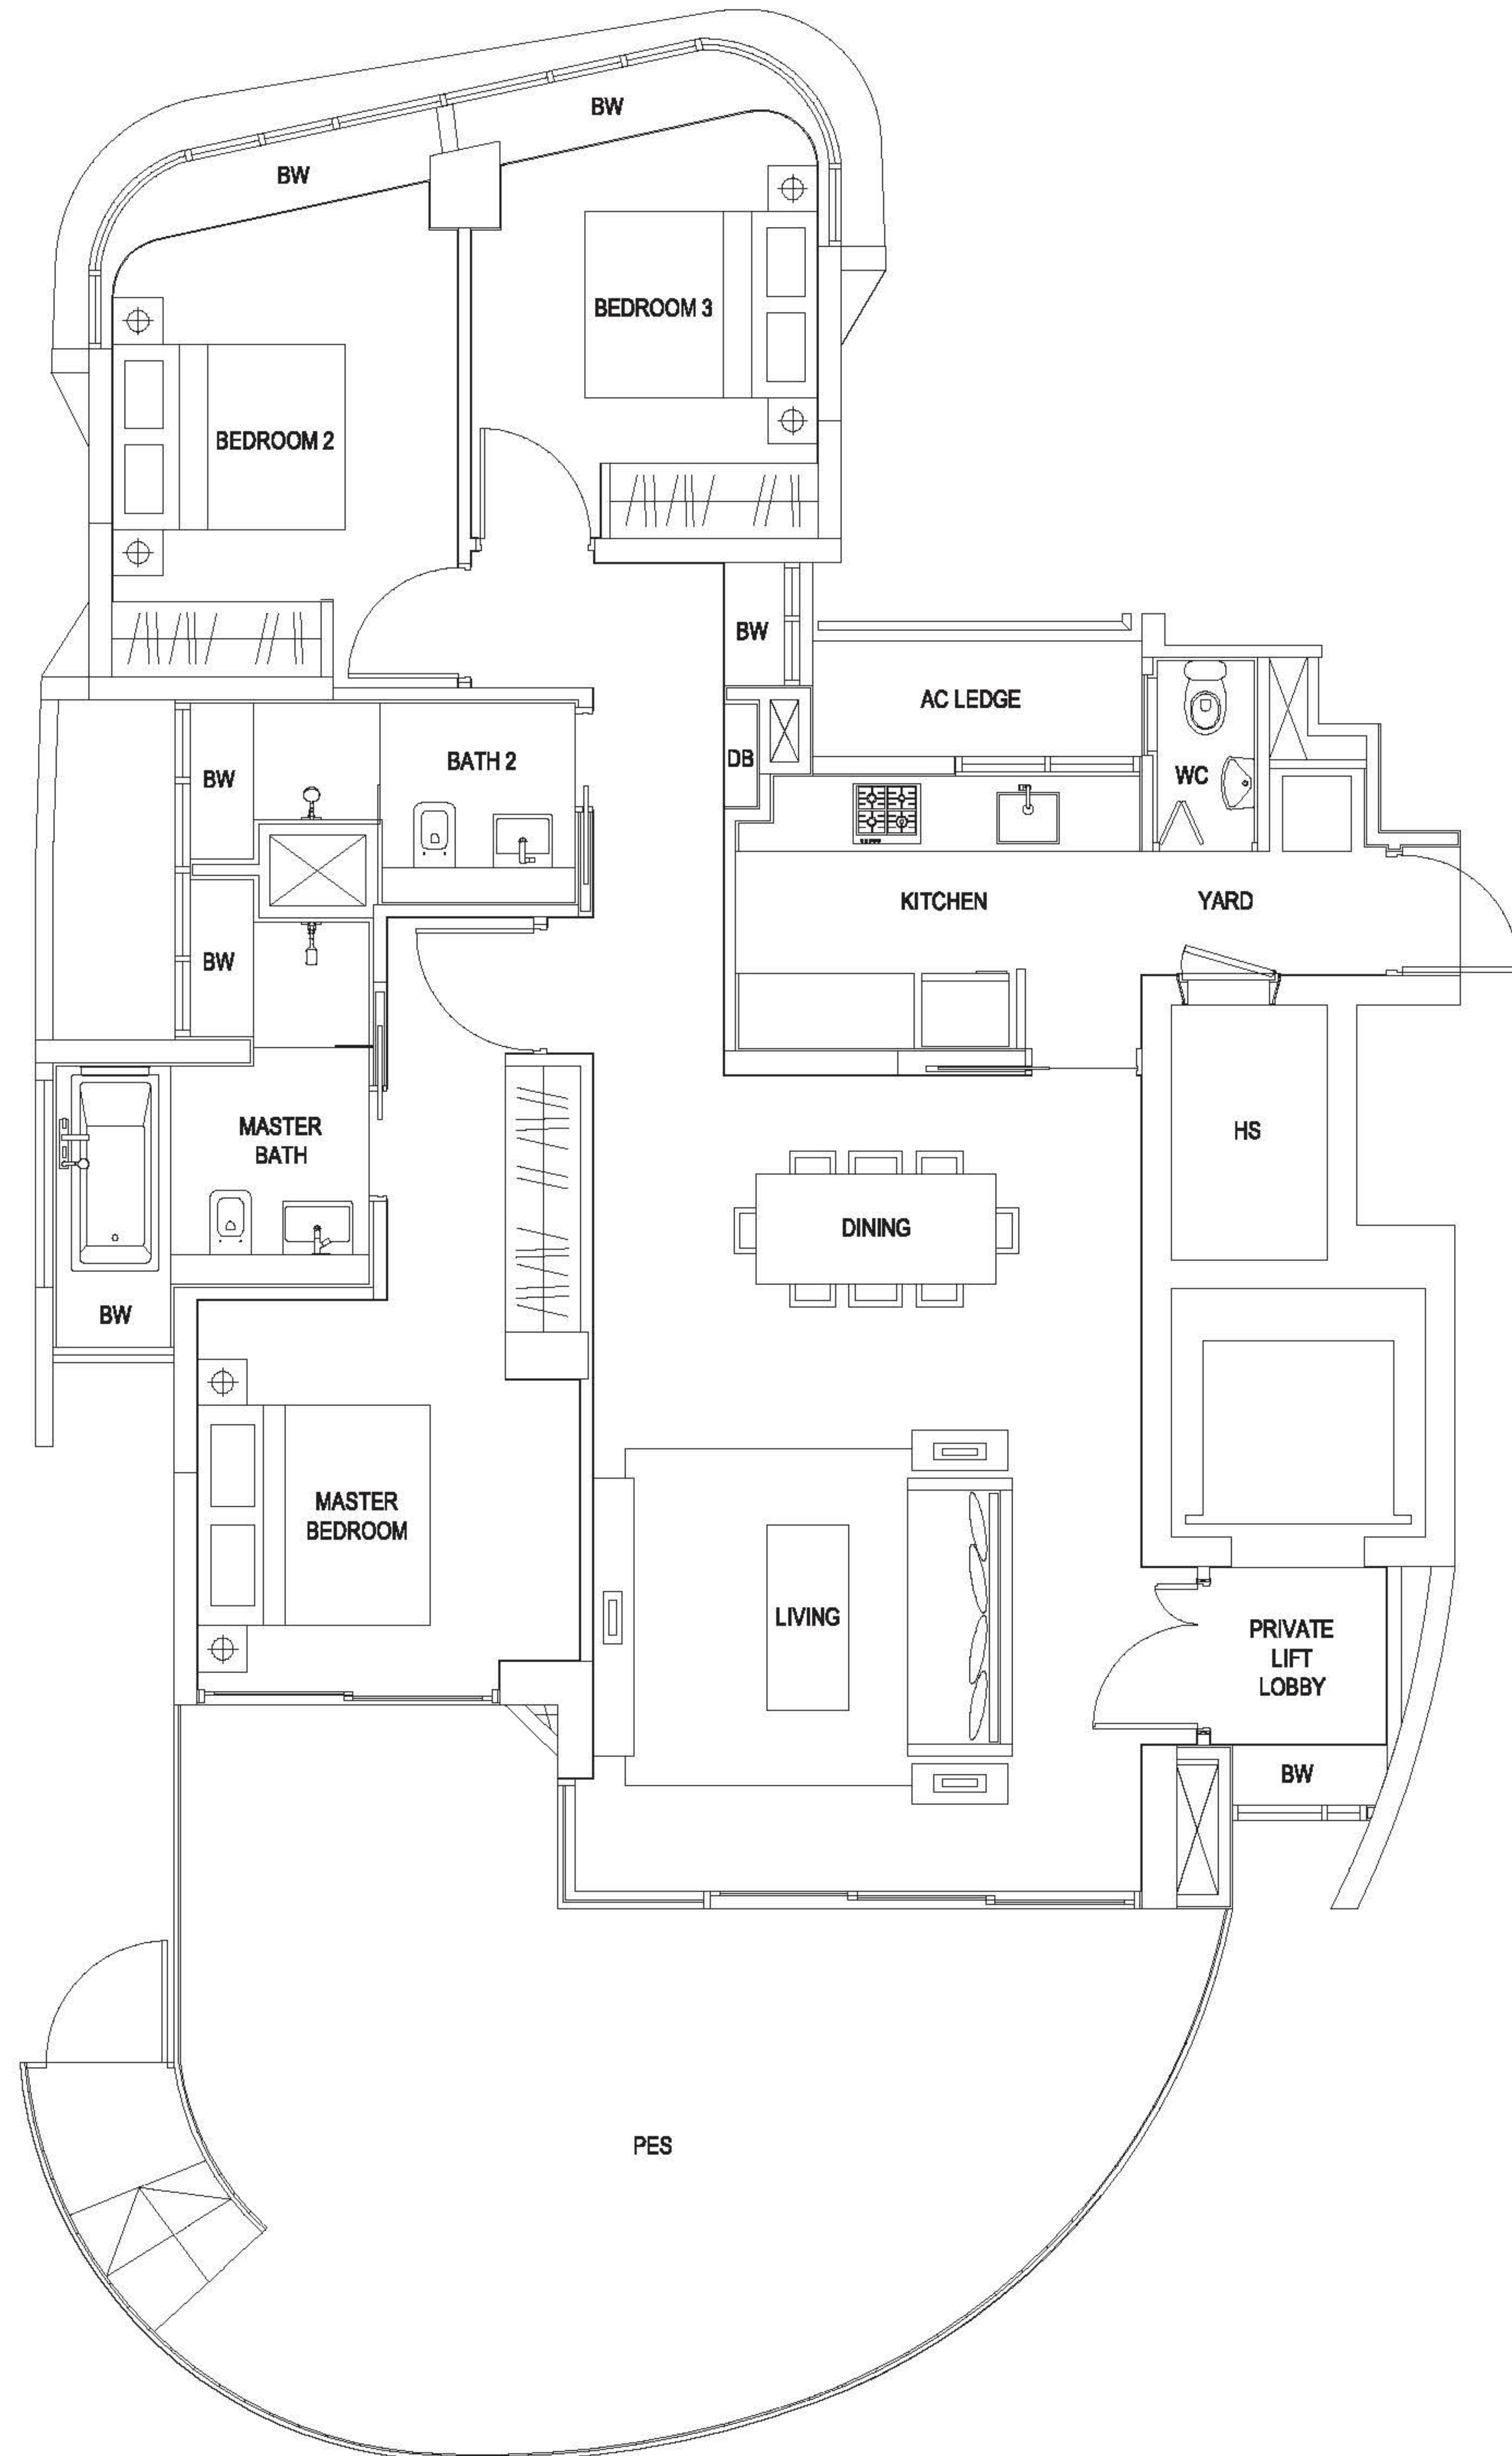 BW
BW
BEDROOM 3
BEDROOM 2
BW
AC LEDGE
BATH 2
DB
WC
BW
KITCHEN
YARD
BW
MASTER
BATH
HS
DINING
BW
MASTER
BEDROOM
LIVING
PRIVATE
LIFT
LOBBY
BW
PES